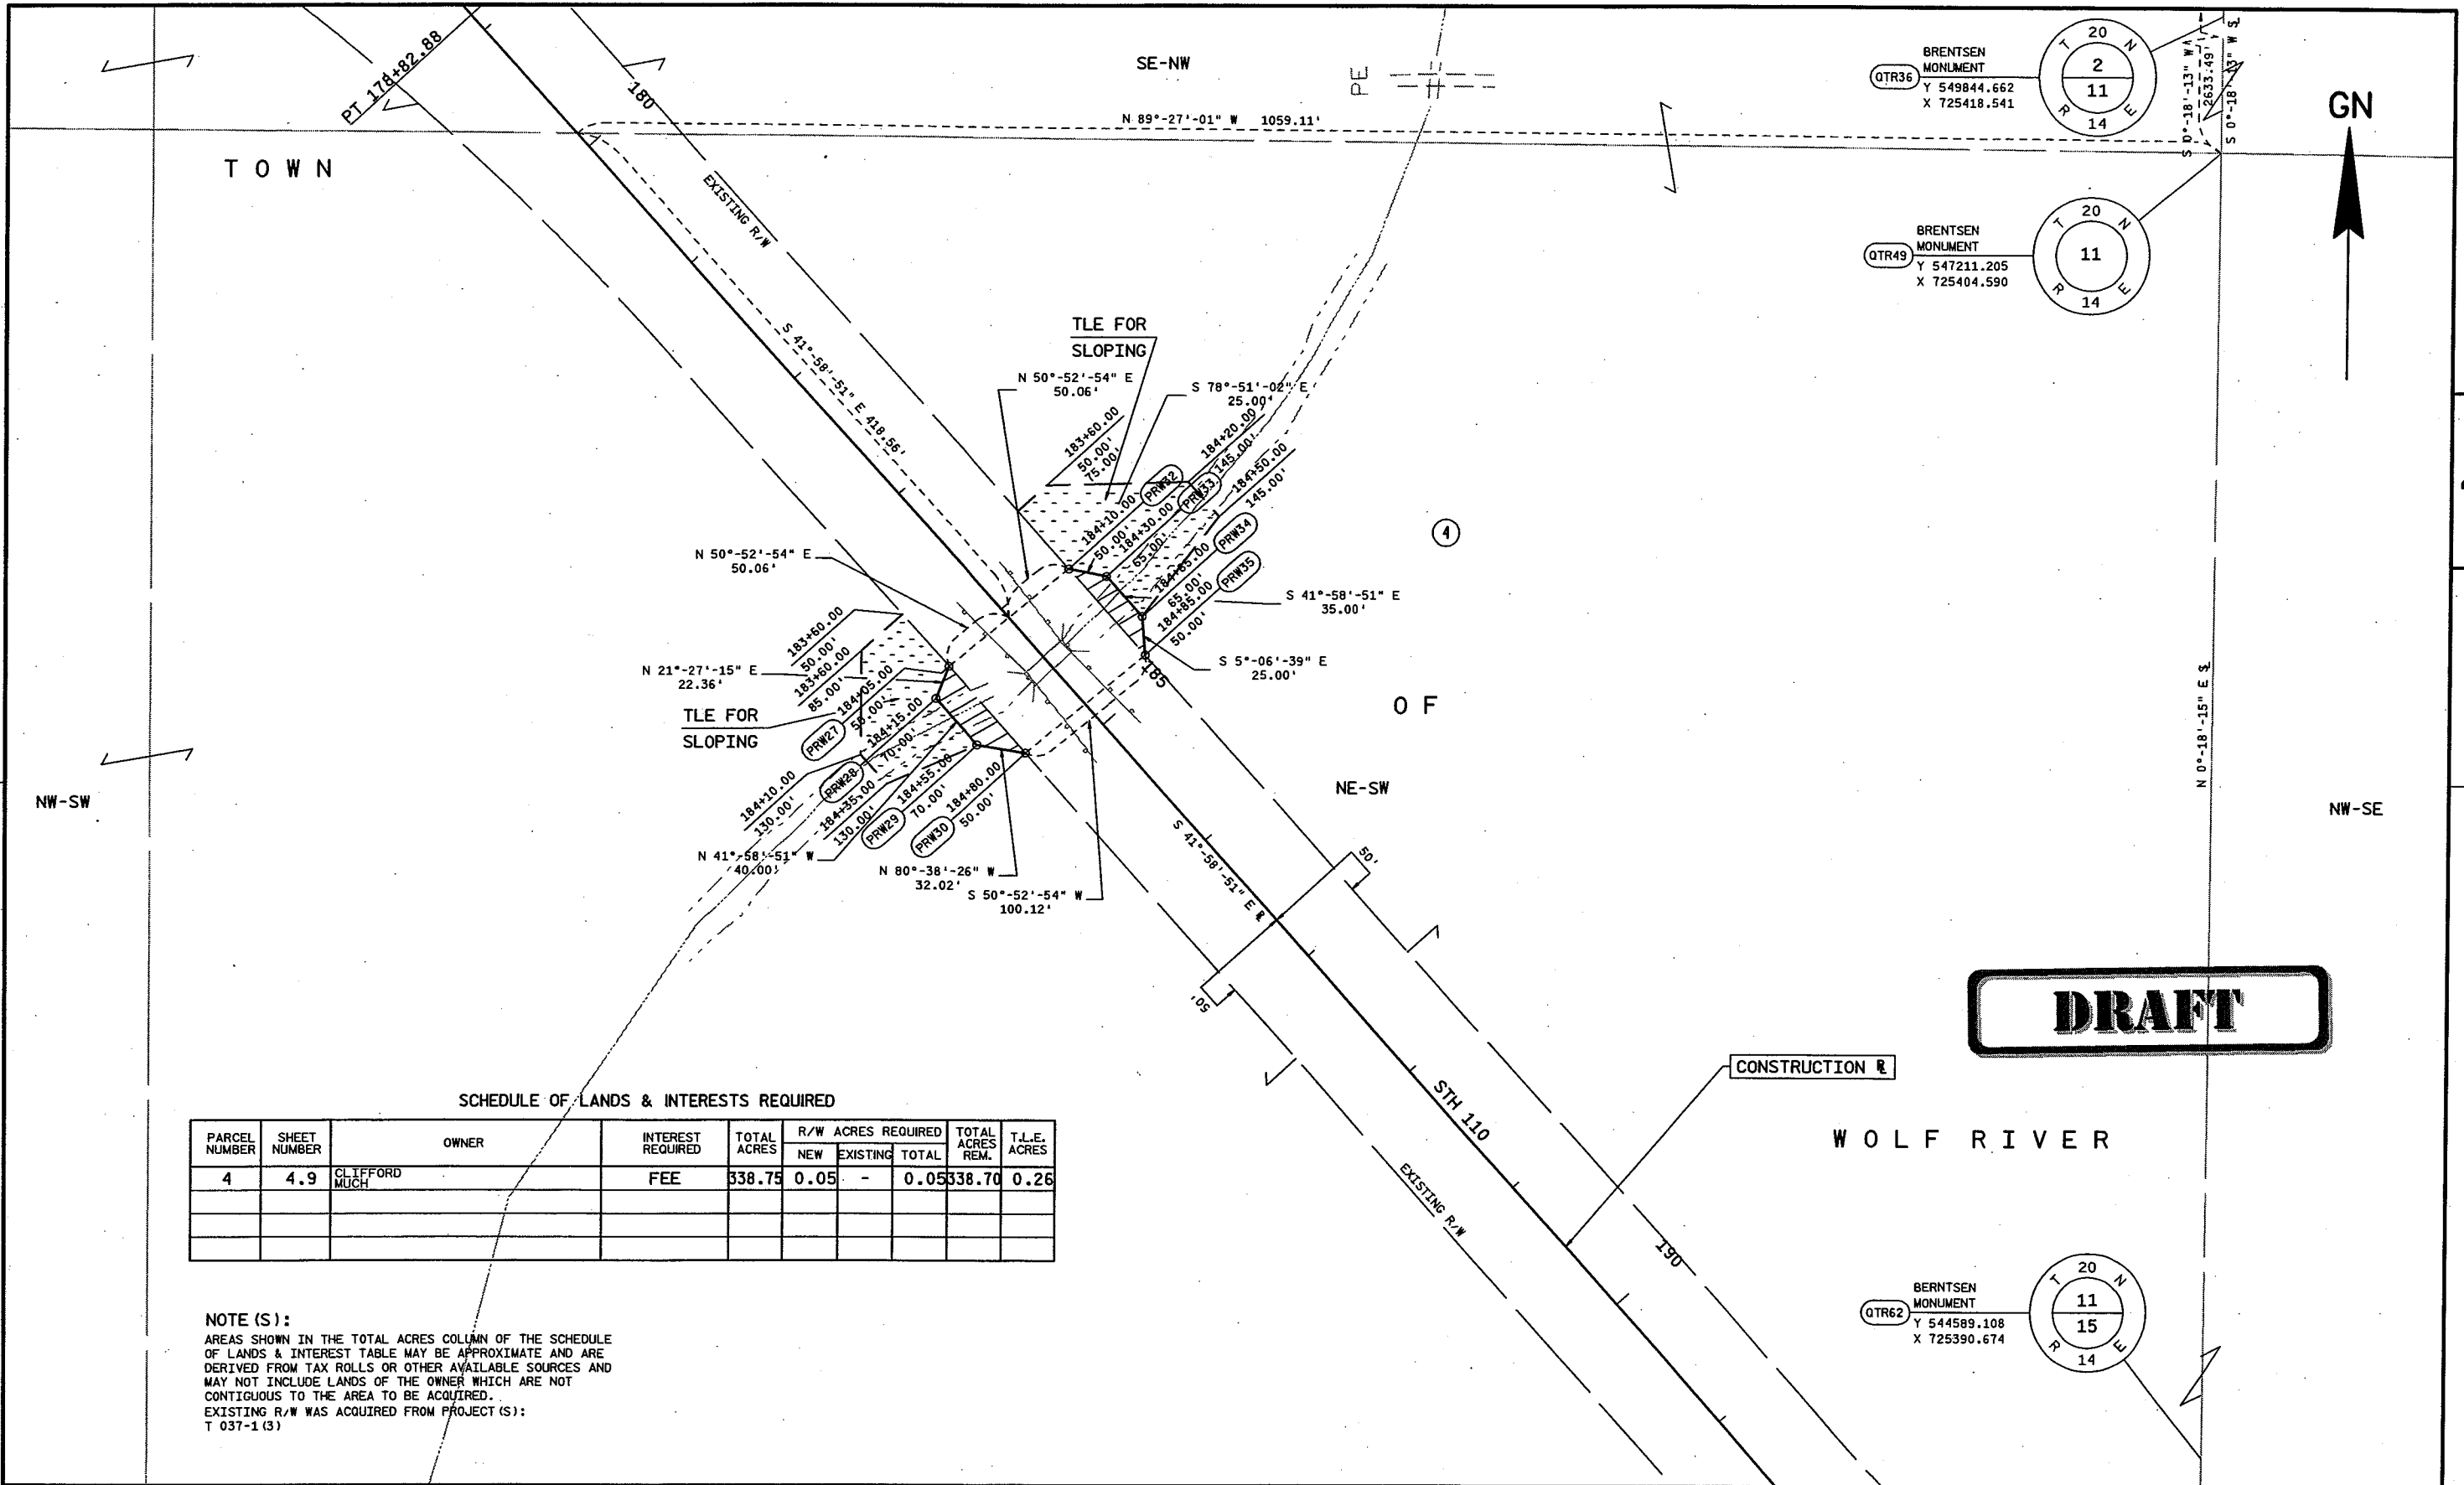 PT 178+82.88
180
SE-NW
PE
N 89°-27'-01" W 1059.11'
QTR36
BRENTSEN
MONUMENT
Y 549844.662
X 725418.541
T 20 N
2
11
R 14 E
S 0°-18'-13" W
2633.49'
S 0°-18'-13" W
GN
TOWN
EXISTING R/W
QTR49
BRENTSEN
MONUMENT
Y 547211.205
X 725404.590
T 20 N
11
R 14 E
S 41°-58'-51" E 418.56'
TLE FOR
SLOPING
N 50°-52'-54" E
50.06'
S 78°-51'-02" E
25.00'
183+60.00
50.00'
75.00'
184+20.00
145.00'
184+10.00
50.00'
PRW32
184+30.00
65.00'
PRW33
184+50.00
145.00'
184+65.00
65.00'
PRW34
184+85.00
50.00'
PRW35
4
N 50°-52'-54" E
50.06'
S 41°-58'-51" E
35.00'
S 5°-06'-39" E
25.00'
185
183+60.00
50.00'
183+60.00
85.00'
N 21°-27'-15" E
22.36'
TLE FOR
SLOPING
184+05.00
50.00'
PRW27
184+15.00
70.00'
PRW28
184+10.00
130.00'
184+35.00
130.00'
184+55.00
70.00'
PRW29
184+80.00
50.00'
PRW30
N 41°-58'-51" W
40.00'
N 80°-38'-26" W
32.02'
S 50°-52'-54" W
100.12'
OF
NW-SW
NE-SW
NW-SE
N 0°-18'-15" E
S 41°-58'-51" E
50'
50'
DRAFT
CONSTRUCTION
STH 110
WOLF RIVER
EXISTING R/W
190
SCHEDULE OF LANDS & INTERESTS REQUIRED
PARCEL NUMBER SHEET NUMBER OWNER INTEREST REQUIRED TOTAL ACRES R/W ACRES REQUIRED NEW EXISTING TOTAL TOTAL ACRES REM. T.L.E. ACRES
4 4.9 CLIFFORD MUCH FEE 338.75 0.05 - 0.05 338.70 0.26
QTR62
BERNTSEN
MONUMENT
Y 544589.108
X 725390.674
T 20 N
11
15
R 14 E
NOTE(S):
AREAS SHOWN IN THE TOTAL ACRES COLUMN OF THE SCHEDULE
OF LANDS & INTEREST TABLE MAY BE APPROXIMATE AND ARE
DERIVED FROM TAX ROLLS OR OTHER AVAILABLE SOURCES AND
MAY NOT INCLUDE LANDS OF THE OWNER WHICH ARE NOT
CONTIGUOUS TO THE AREA TO BE ACQUIRED.
EXISTING R/W WAS ACQUIRED FROM PROJECT(S):
T 037-1(3)